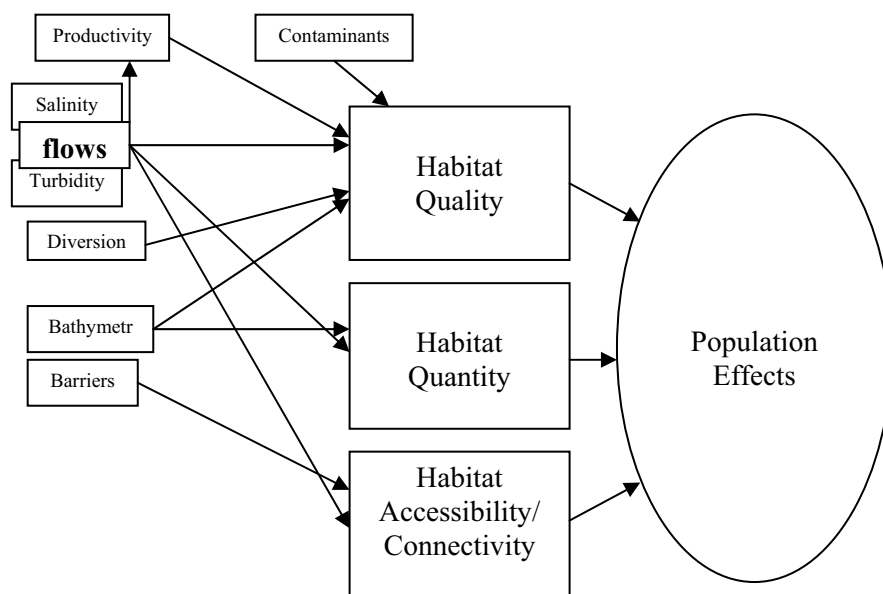 Productivity
Contaminants
Salinity
flows
Turbidity
Diversion
Bathymetr
Barriers
Habitat
Quality
Habitat
Quantity
Habitat
Accessibility/
Connectivity
Population
Effects